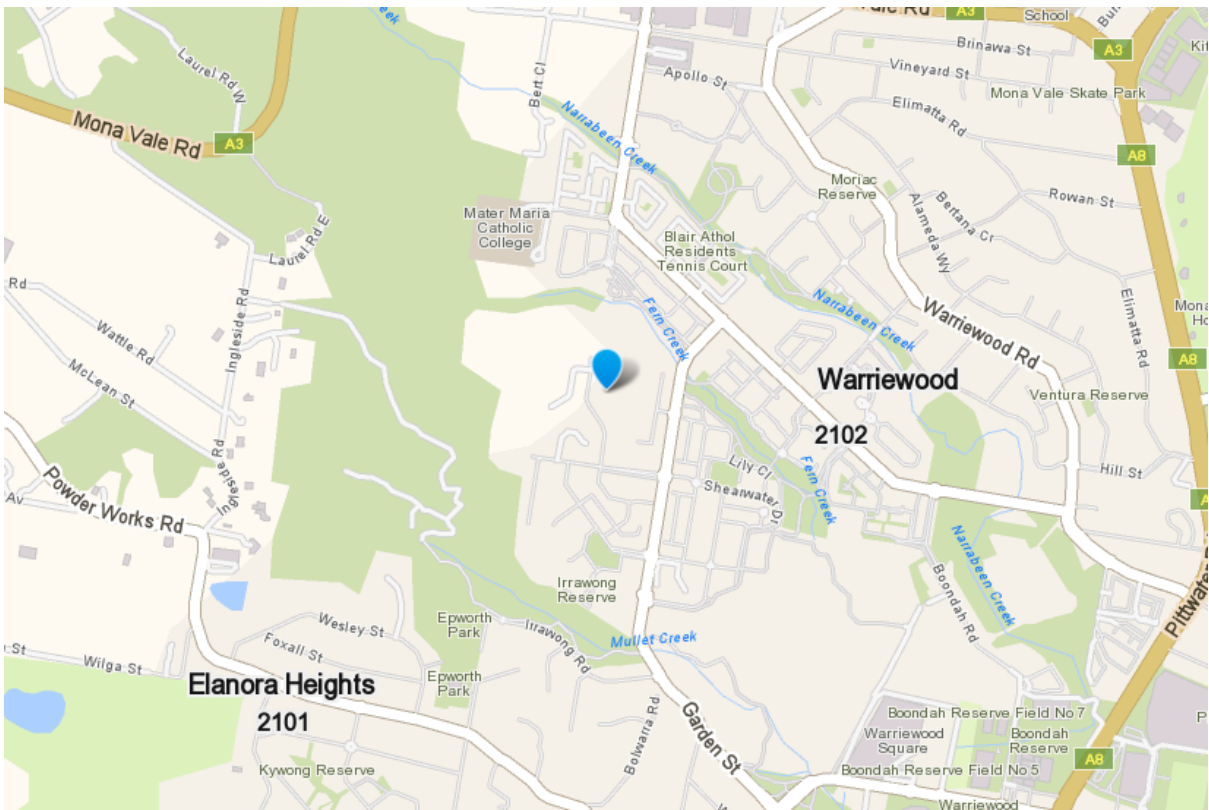 A3
School
Brinawa St
A3
Vineyard St
Apollo St
Mona Vale Skate Park
Laurel Rd W
Bert Cl
Elimatta Rd
Narrabeen Creek
Mona Vale Rd
A3
A8
Moriac
Reserve
Rowan St
Bertana Cr
Alameda Wy
Mater Maria
Catholic
College
Laurel Rd E
Blair Athol
Residents
Tennis Court
Rd
Ingleside Rd
Narrabeen Creek
Elimatta Rd
Fern Creek
Wattle Rd
Warriewood Rd
A8
McLean St
Warriewood
Ventura Reserve
2102
Ingleside Rd
Lily Cl
Hill St
Fern Creek
Shearwater Dr
Powder Works Rd
Av
Narrabeen Creek
Irrawong
Reserve
Boondah Rd
Epworth
Park
Wesley St
Irrawong Rd
Mullet Creek
Foxall St
Wilga St
Epworth
Park
Elanora Heights
2101
Garden St
Bolwarra Rd
Boondah Reserve Field No 7
Warriewood
Square
Boondah
Reserve
A8
Kywong Reserve
Boondah Reserve Field No 5
Warriewood